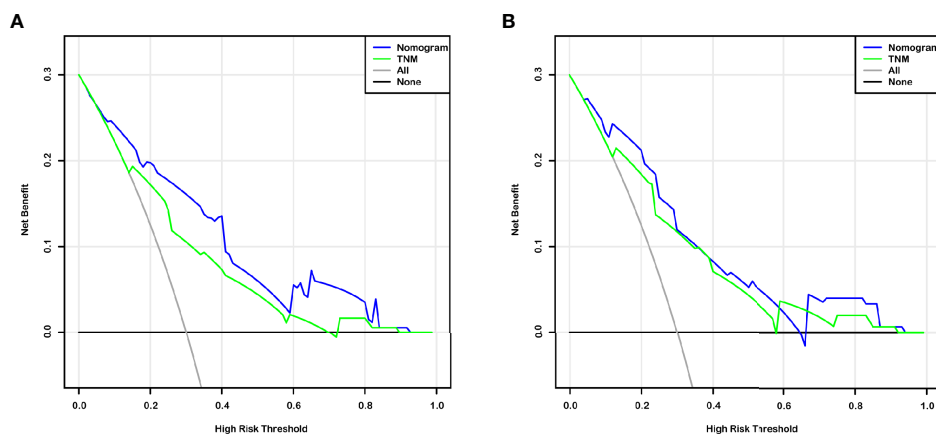 A
Nomogram
TNM
All
None
0.3
0.2
0.1
0.0
Net Benefit
0.0 0.2 0.4 0.6 0.8 1.0
High Risk Threshold
B
Nomogram
TNM
All
None
0.3
0.2
0.1
0.0
Net Benefit
0.0 0.2 0.4 0.6 0.8 1.0
High Risk Threshold